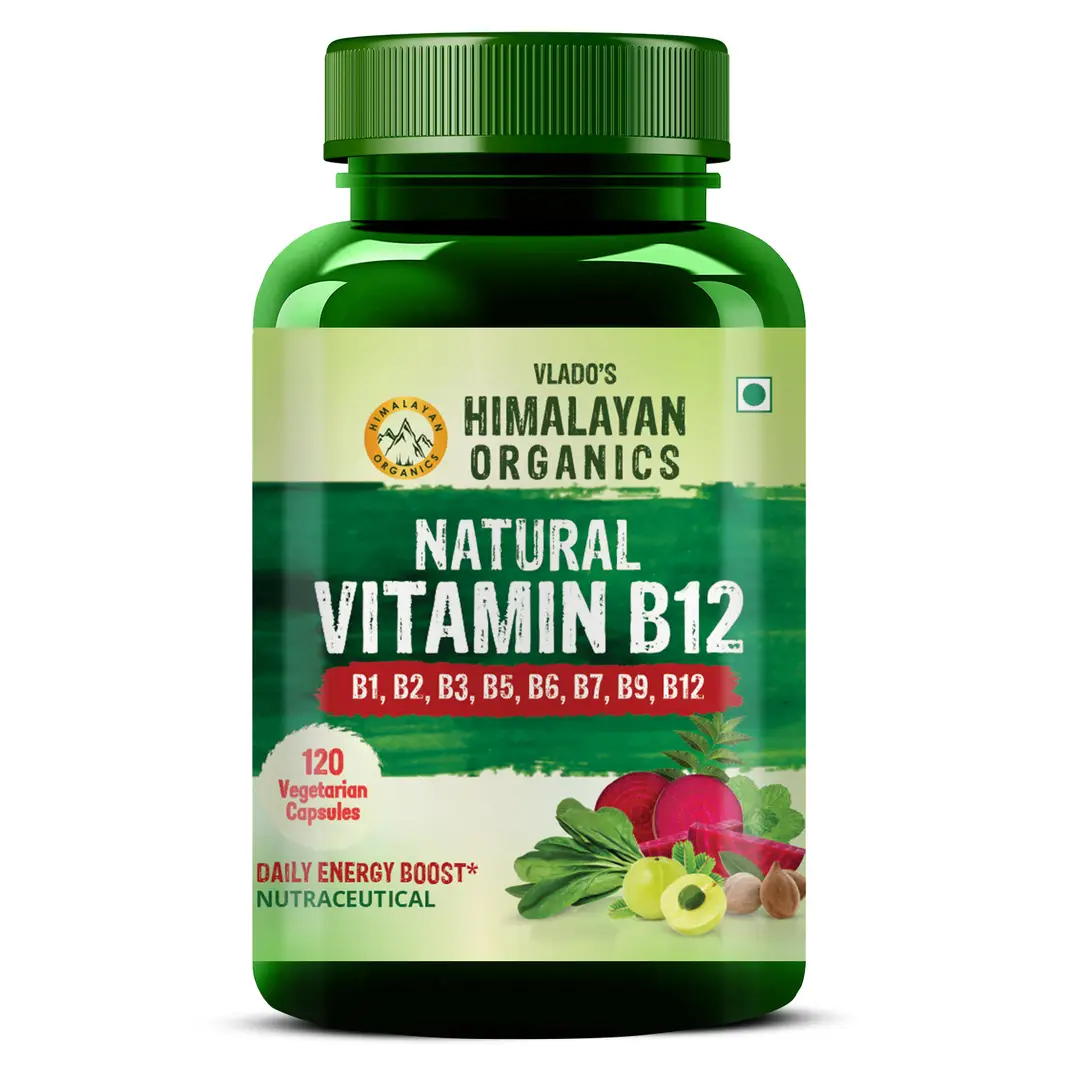 VLADO'S
HIMALAYAN
ORGANICS
HIMALAYAN
ORGANICS
NATURAL
VITAMIN B12
B1, B2, B3, B5, B6, B7, B9, B12
120
Vegetarian
Capsules
DAILY ENERGY BOOST*
NUTRACEUTICAL